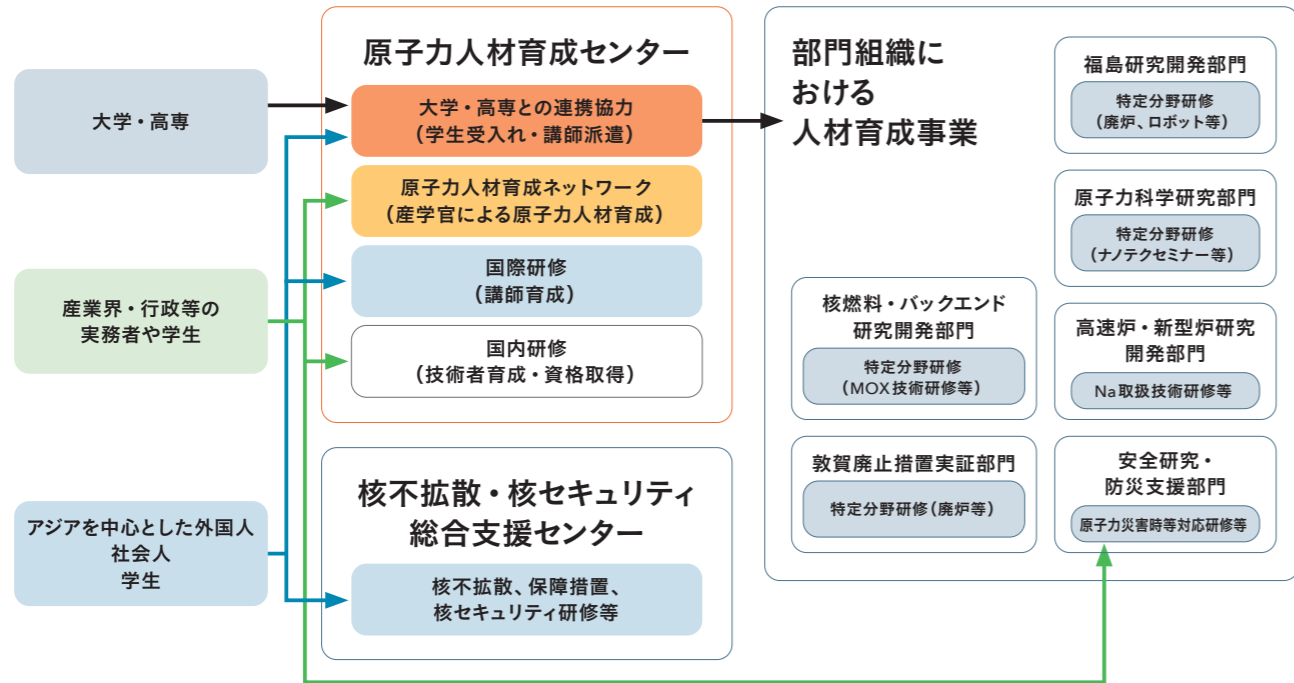 大学・高専
産業界・行政等の
実務者や学生
アジアを中心とした外国人
社会人
学生
原子力人材育成センター
大学・高専との連携協力
(学生受入れ・講師派遣)
原子力人材育成ネットワーク
(産学官による原子力人材育成)
国際研修
(講師育成)
国内研修
(技術者育成・資格取得)
核不拡散・核セキュリティ
総合支援センター
核不拡散、保障措置、
核セキュリティ研修等
部門組織に
おける
人材育成事業
福島研究開発部門
特定分野研修
(廃炉、ロボット等)
原子力科学研究部門
特定分野研修
(ナノテクセミナー等)
核燃料・バックエンド
研究開発部門
特定分野研修
(MOX技術研修等)
高速炉・新型炉研究
開発部門
Na取扱技術研修等
敦賀廃止措置実証部門
特定分野研修(廃炉等)
安全研究・
防災支援部門
原子力災害時等対応研修等